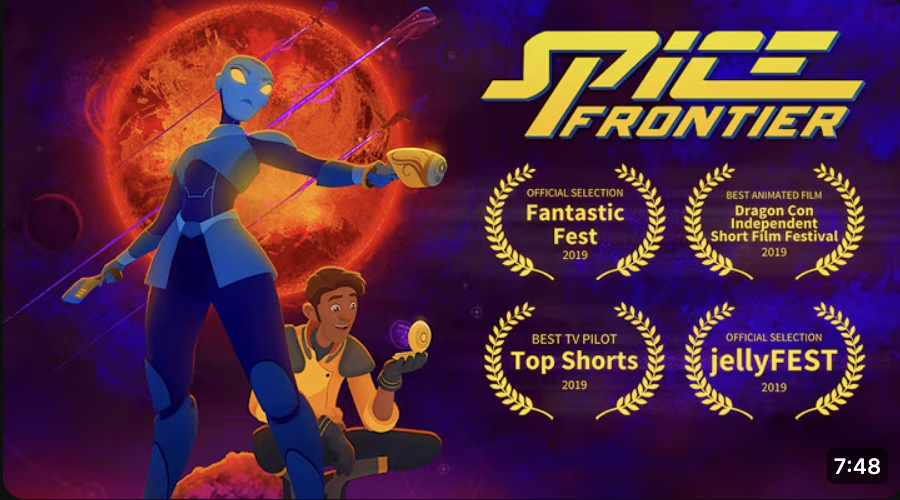 SPiCE
FRONTIER
OFFICIAL SELECTION
Fantastic
Fest
2019
BEST ANIMATED FILM
Dragon Con
Independent
Short Film Festival
2019
BEST TV PILOT
Top Shorts
2019
OFFICIAL SELECTION
jellyFEST
2019
7:48